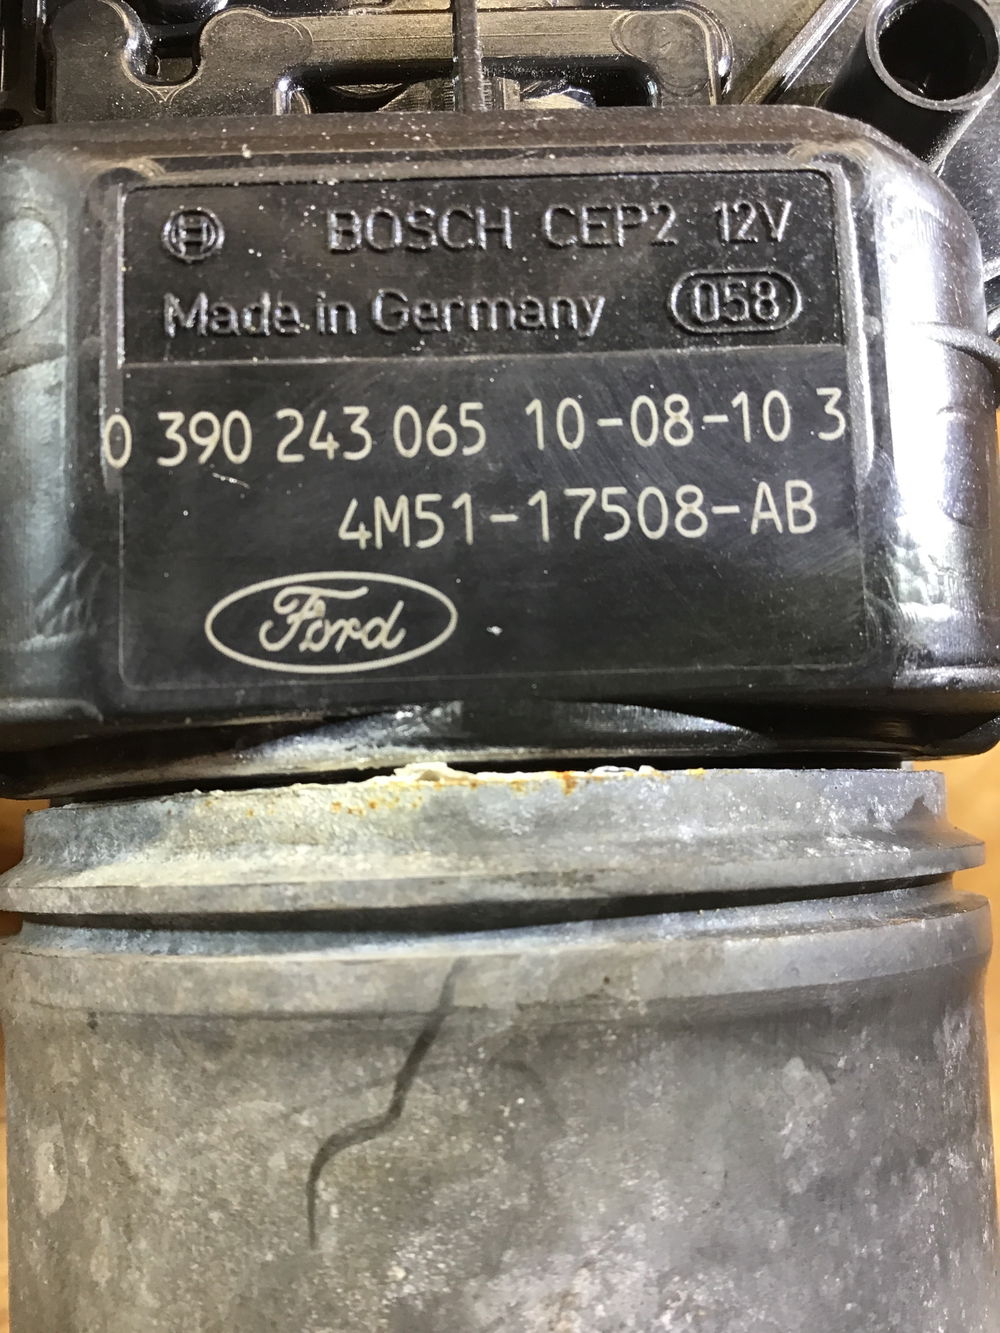 BOSCH CEP2 12V
Made in Germany 058
0 390 243 065 10-08-10 3
4M51-17508-AB
Ford